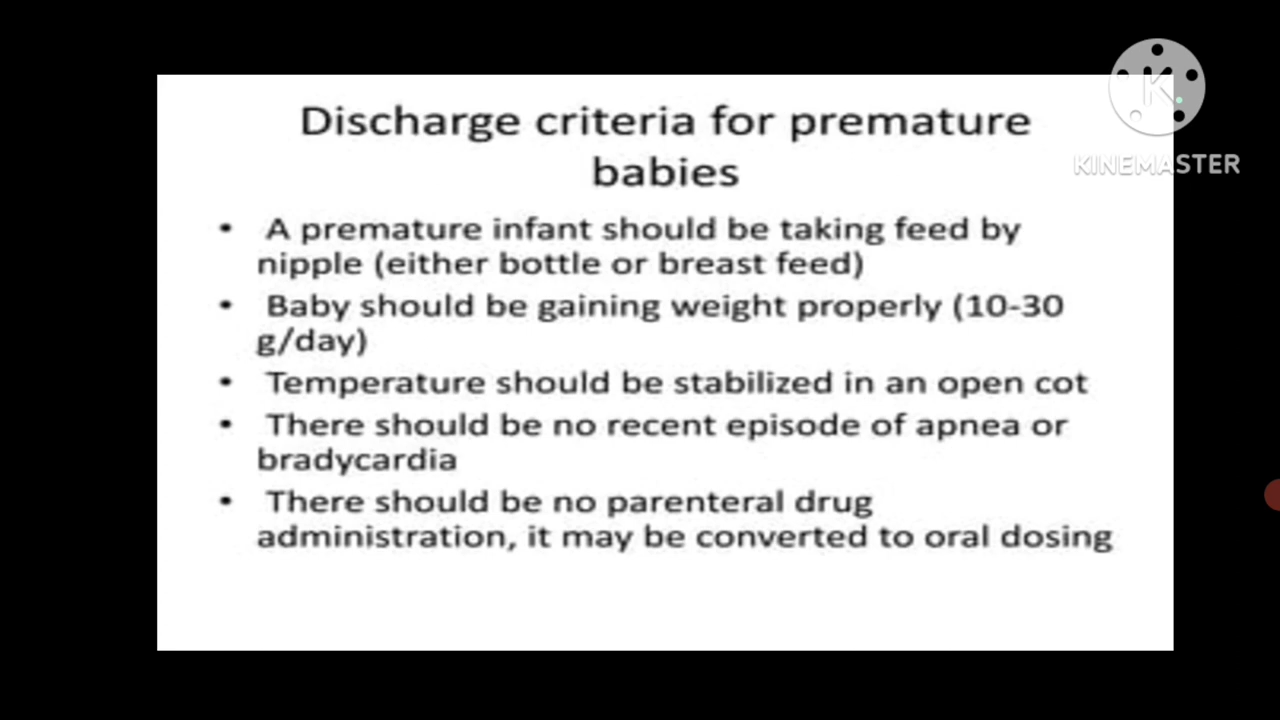 Discharge criteria for premature
babies
• A premature infant should be taking feed by
nipple (either bottle or breast feed)
• Baby should be gaining weight properly (10-30
g/day)
• Temperature should be stabilized in an open cot
• There should be no recent episode of apnea or
bradycardia
• There should be no parenteral drug
administration, it may be converted to oral dosing
K
KINEMASTER